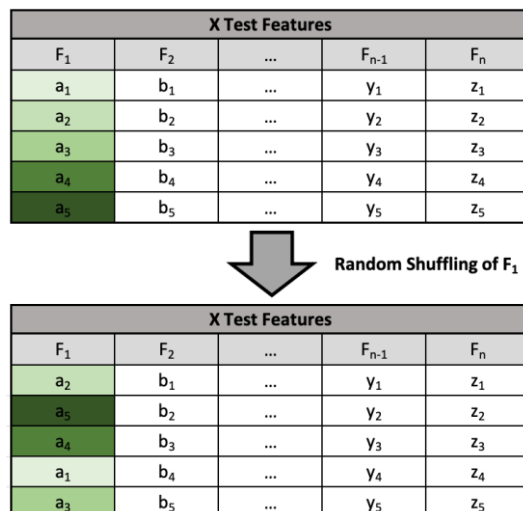 X Test Features
F₁ F₂ ... Fₙ₋₁ Fₙ
a₁ b₁ ... y₁ z₁
a₂ b₂ ... y₂ z₂
a₃ b₃ ... y₃ z₃
a₄ b₄ ... y₄ z₄
a₅ b₅ ... y₅ z₅
Random Shuffling of F₁
X Test Features
F₁ F₂ ... Fₙ₋₁ Fₙ
a₂ b₁ ... y₁ z₁
a₅ b₂ ... y₂ z₂
a₄ b₃ ... y₃ z₃
a₁ b₄ ... y₄ z₄
a₃ b₅ ... y₅ z₅